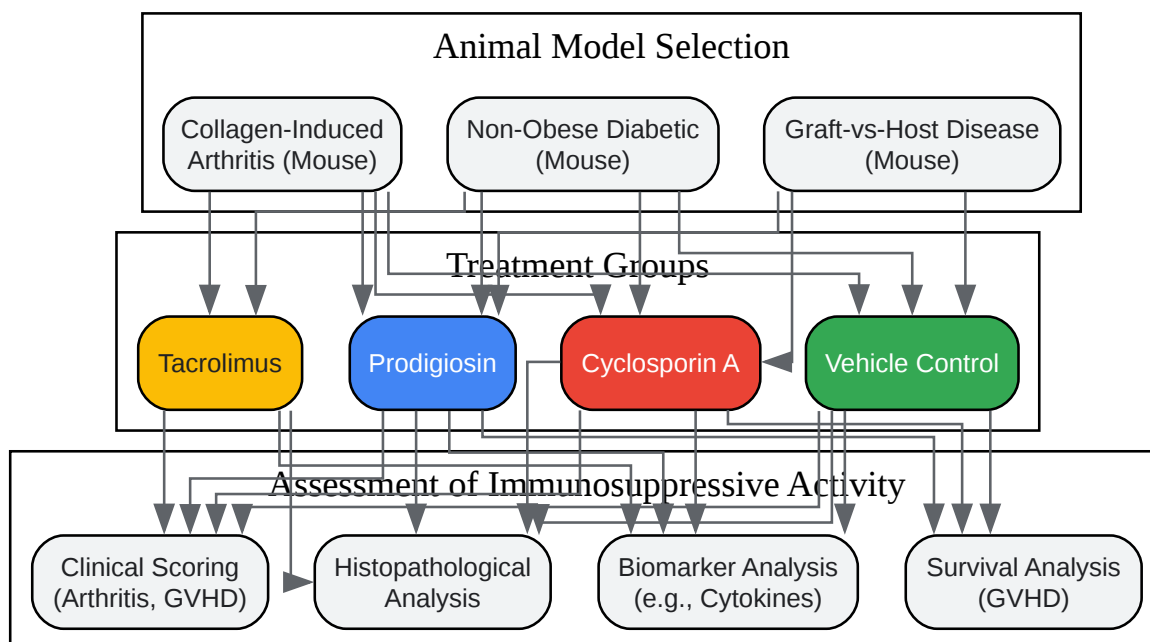 Animal Model Selection
Collagen-Induced
Arthritis (Mouse)
Non-Obese Diabetic
(Mouse)
Graft-vs-Host Disease
(Mouse)
Treatment Groups
Tacrolimus
Prodigiosin
Cyclosporin A
Vehicle Control
Assessment of Immunosuppressive Activity
Clinical Scoring
(Arthritis, GVHD)
Histopathological
Analysis
Biomarker Analysis
(e.g., Cytokines)
Survival Analysis
(GVHD)